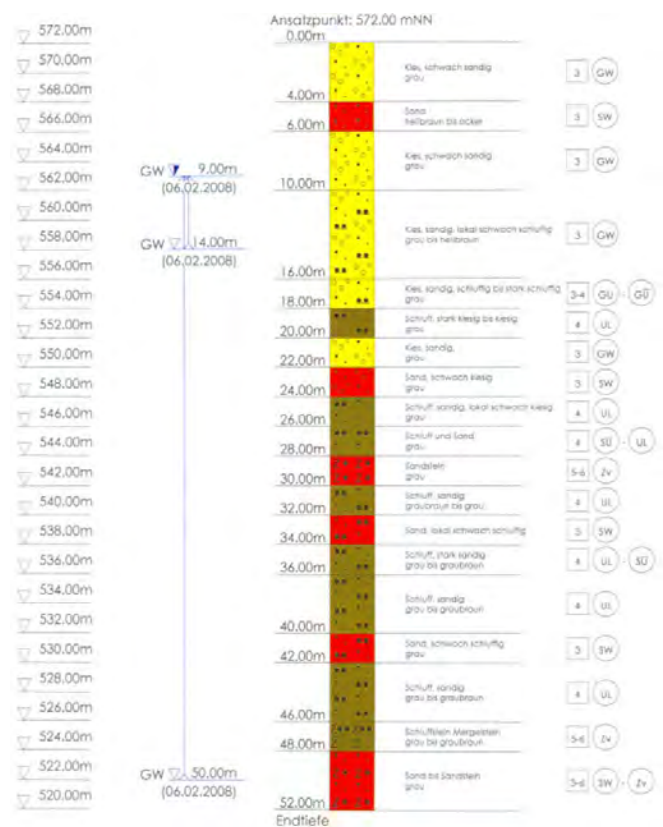 Ansatzpunkt: 572.00 mNN
572.00m
570.00m
568.00m
566.00m
564.00m
562.00m
560.00m
558.00m
556.00m
554.00m
552.00m
550.00m
548.00m
546.00m
544.00m
542.00m
540.00m
538.00m
536.00m
534.00m
532.00m
530.00m
528.00m
526.00m
524.00m
522.00m
520.00m
GW 9.00m
(06.02.2008)
GW 14.00m
(06.02.2008)
GW 50.00m
(06.02.2008)
0.00m
Kies, schwach sandig
grau
3 GW
4.00m
Sand
hellbraun bis ocker
3 SW
6.00m
Kies, schwach sandig
grau
3 GW
10.00m
Kies, sandig, lokal schwach schluffig
grau bis hellbraun
3 GW
16.00m
Kies, sandig, schluffig bis stark schluffig
grau
3-4 GU - GŪ
18.00m
Schluff, stark kiesig bis kiesig
grau
4 UL
20.00m
Kies, sandig,
grau
3 GW
22.00m
Sand, schwach kiesig
grau
3 SW
24.00m
Schluff, sandig, lokal schwach kiesig
grau
4 UL
26.00m
Schluff und Sand
grau
4 SŪ - UL
28.00m
Sandstein
grau
5-6 Zv
30.00m
Schluff, sandig
graubraun bis grau
4 UL
32.00m
Sand, lokal schwach schluffig
3 SW
34.00m
Schluff, stark sandig
grau bis graubraun
4 UL - SŪ
36.00m
Schluff, sandig
grau bis graubraun
4 UL
40.00m
Sand, schwach schluffig
grau
3 SW
42.00m
Schluff, sandig
grau bis graubraun
4 UL
46.00m
Schluffstein Mergelstein
grau bis graubraun
5-6 Zv
48.00m
Sand bis Sandstein
grau
5-6 SW - Zv
52.00m
Endtiefe